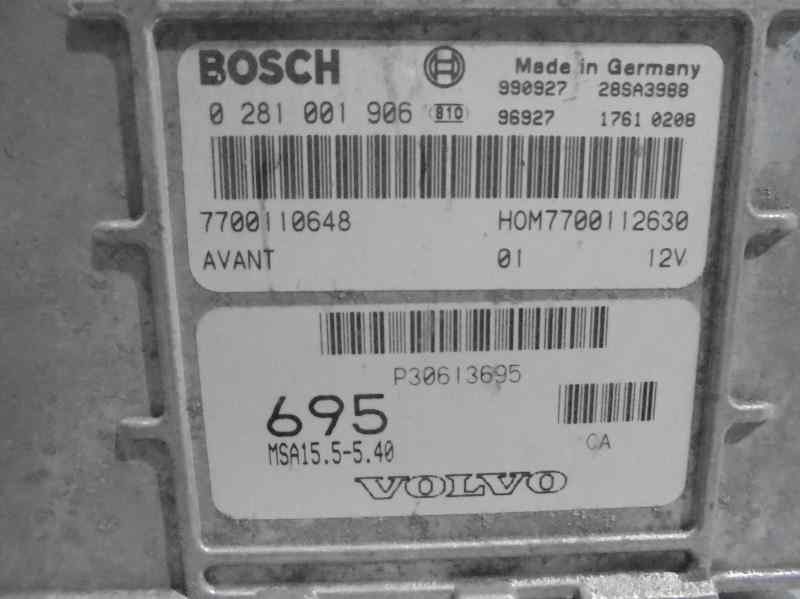 BOSCH
Made in Germany
990927 28SA3988
0 281 001 906 810 96927 1761 0208
7700110648 HOM7700112630
AVANT 01 12V
P30613695
695
MSA15.5-5.40 CA
VOLVO